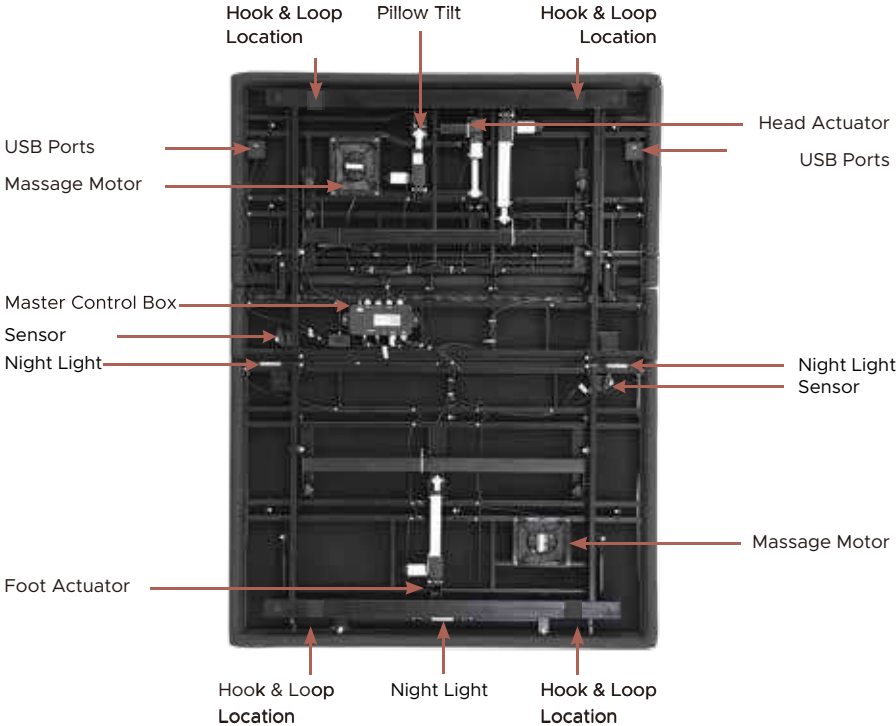 Hook & Loop
Location
Pillow Tilt
Hook & Loop
Location
Head Actuator
USB Ports
USB Ports
Massage Motor
Master Control Box
Sensor
Night Light
Night Light
Sensor
Massage Motor
Foot Actuator
Hook & Loop
Location
Night Light
Hook & Loop
Location